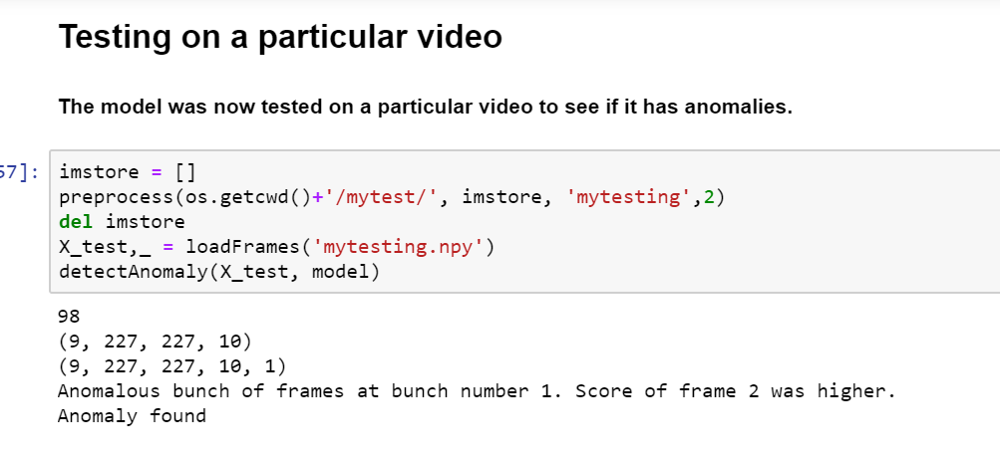 Testing on a particular video
The model was now tested on a particular video to see if it has anomalies.
57]: imstore = []
preprocess(os.getcwd()+'/mytest/', imstore, 'mytesting',2)
del imstore
X_test,_ = loadFrames('mytesting.npy')
detectAnomaly(X_test, model)
98
(9, 227, 227, 10)
(9, 227, 227, 10, 1)
Anomalous bunch of frames at bunch number 1. Score of frame 2 was higher.
Anomaly found